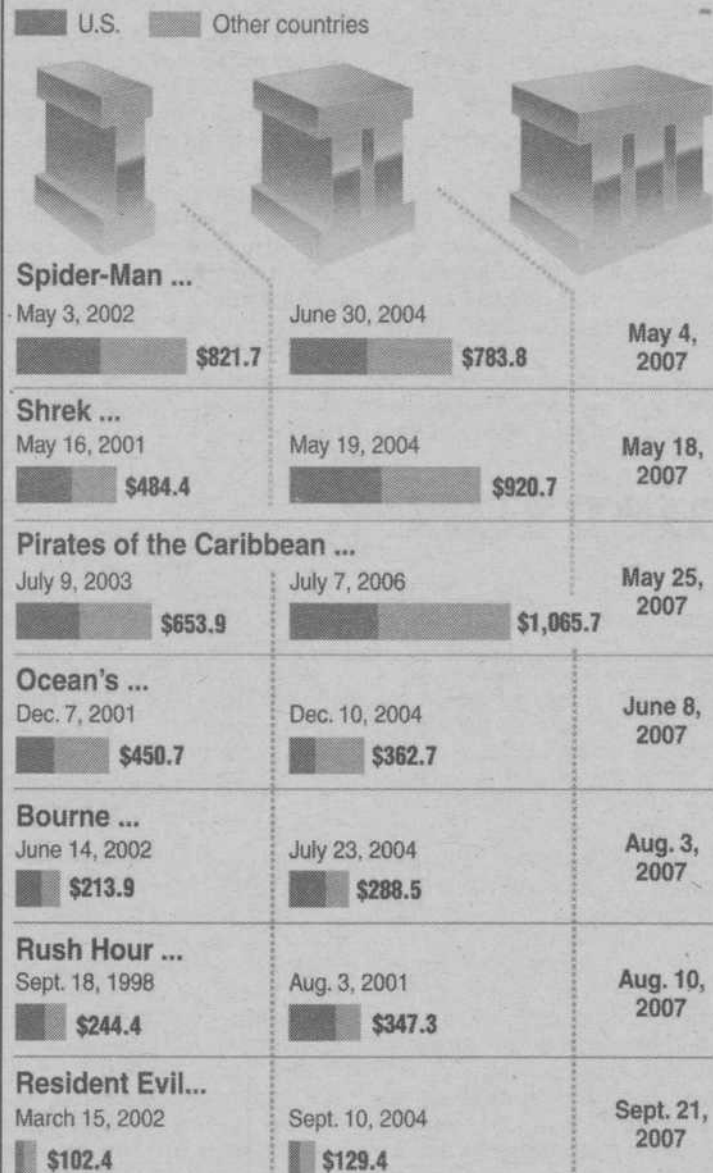 U.S. Other countries
I II III
Spider-Man ...
May 3, 2002 June 30, 2004 May 4,
2007
$821.7 $783.8
Shrek ...
May 16, 2001 May 19, 2004 May 18,
2007
$484.4 $920.7
Pirates of the Caribbean ...
July 9, 2003 July 7, 2006 May 25,
2007
$653.9 $1,065.7
Ocean's ...
Dec. 7, 2001 Dec. 10, 2004 June 8,
2007
$450.7 $362.7
Bourne ...
June 14, 2002 July 23, 2004 Aug. 3,
2007
$213.9 $288.5
Rush Hour ...
Sept. 18, 1998 Aug. 3, 2001 Aug. 10,
2007
$244.4 $347.3
Resident Evil...
March 15, 2002 Sept. 10, 2004 Sept. 21,
2007
$102.4 $129.4